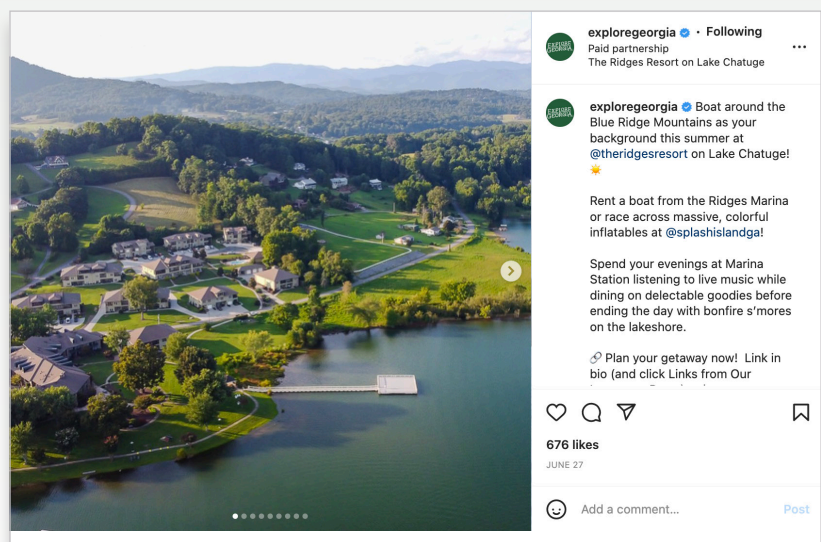 exploregeorgia • Following
Paid partnership
The Ridges Resort on Lake Chatuge
EXPLORE
GEORGIA
EXPLORE
GEORGIA
exploregeorgia Boat around the
Blue Ridge Mountains as your
background this summer at
@theridgesresort on Lake Chatuge!
☀️
Rent a boat from the Ridges Marina
or race across massive, colorful
inflatables at @splashislandga!
Spend your evenings at Marina
Station listening to live music while
dining on delectable goodies before
ending the day with bonfire s’mores
on the lakeshore.
🔗 Plan your getaway now! Link in
bio (and click Links from Our
676 likes
JUNE 27
Add a comment...
Post